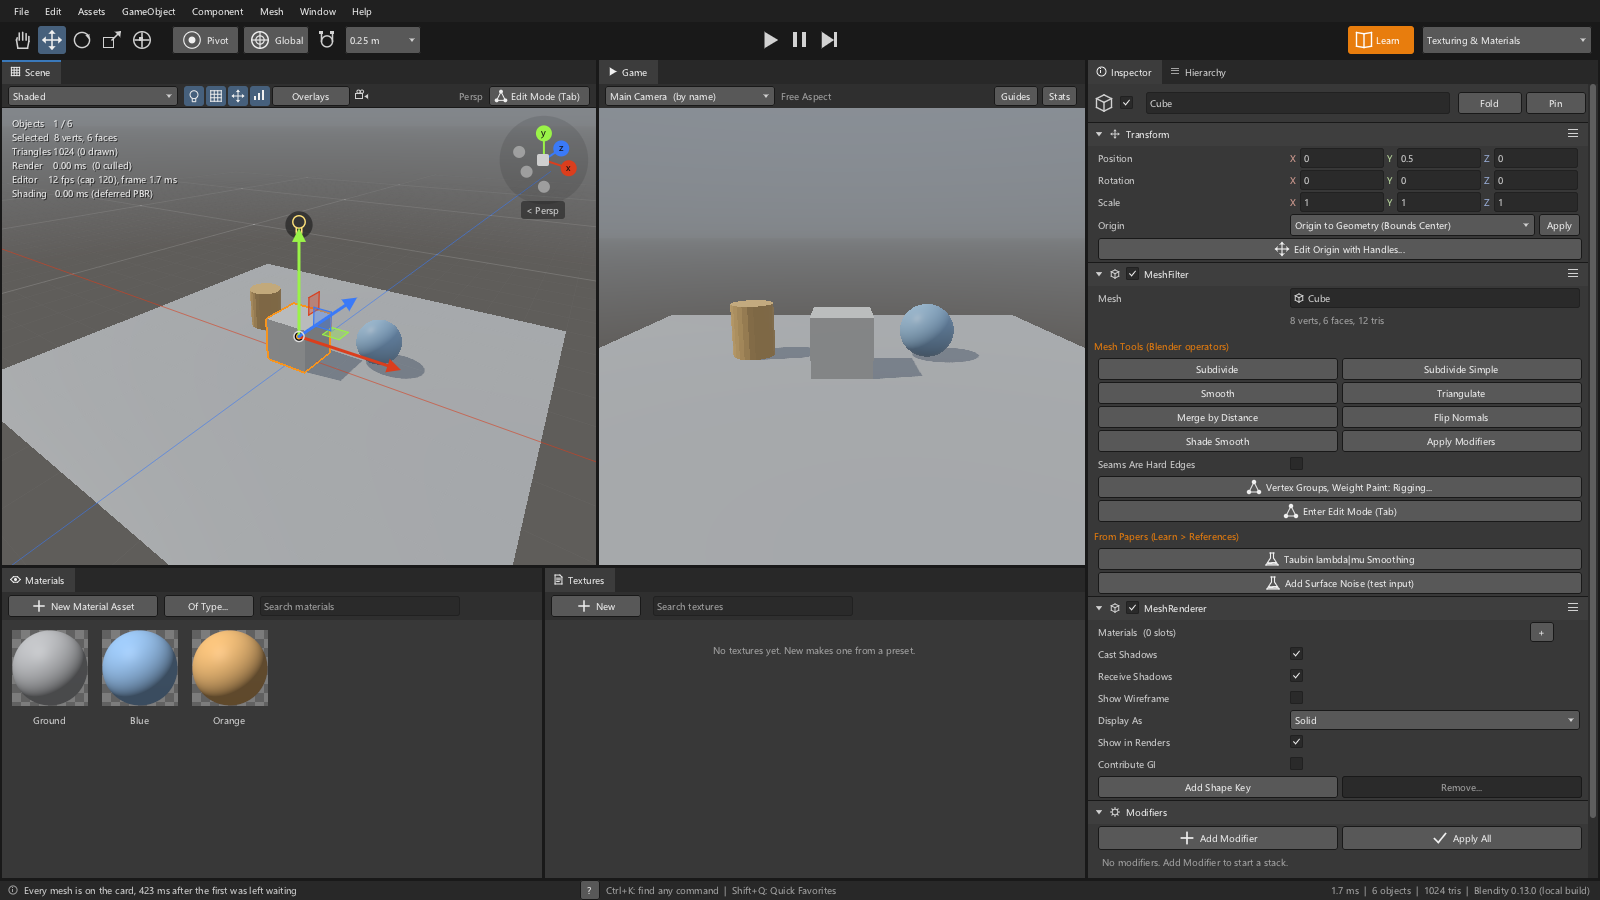 File Edit Assets GameObject Component Mesh Window Help
Pivot Global 0.25 m Learn Texturing & Materials
Scene Game Inspector Hierarchy
Shaded Overlays Persp Edit Mode (Tab) Main Camera (by name) Free Aspect Guides Stats
Objects 1 / 6
Selected 8 verts, 6 faces
Triangles 1024 (0 drawn)
Render 0.00 ms (0 culled)
Editor 12 fps (cap 120), frame 1.7 ms
Shading 0.00 ms (deferred PBR)
y
z
x
< Persp
Cube Fold Pin
Transform
Position X 0 Y 0.5 Z 0
Rotation X 0 Y 0 Z 0
Scale X 1 Y 1 Z 1
Origin Origin to Geometry (Bounds Center) Apply
Edit Origin with Handles...
MeshFilter
Mesh Cube
8 verts, 6 faces, 12 tris
Mesh Tools (Blender operators)
Subdivide Subdivide Simple
Smooth Triangulate
Merge by Distance Flip Normals
Shade Smooth Apply Modifiers
Seams Are Hard Edges
Vertex Groups, Weight Paint: Rigging...
Enter Edit Mode (Tab)
From Papers (Learn > References)
Taubin lambda|mu Smoothing
Add Surface Noise (test input)
MeshRenderer
Materials (0 slots) +
Cast Shadows
Receive Shadows
Show Wireframe
Display As Solid
Show in Renders
Contribute GI
Add Shape Key Remove...
Modifiers
Add Modifier Apply All
No modifiers. Add Modifier to start a stack.
Materials
New Material Asset Of Type... Search materials
Ground Blue Orange
Textures
New Search textures
No textures yet. New makes one from a preset.
Every mesh is on the card, 423 ms after the first was left waiting ? Ctrl+K: find any command | Shift+Q: Quick Favorites 1.7 ms | 6 objects | 1024 tris | Blendity 0.13.0 (local build)